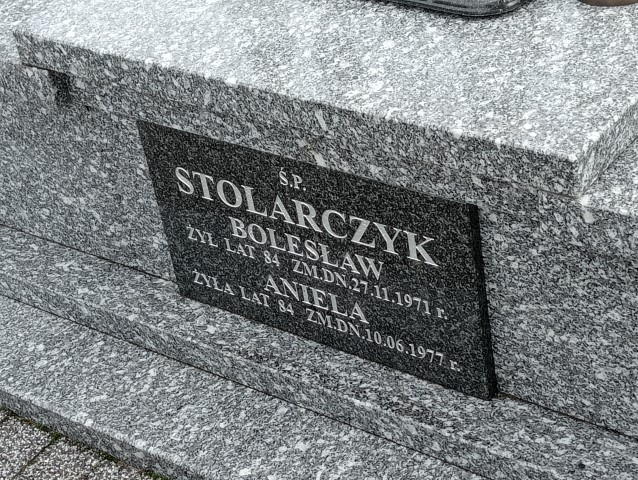 Ś.P.
STOLARCZYK
BOLESŁAW
ŻYŁ LAT 84 ZM.DN.27.11.1971 r.
ANIELA
ŻYŁA LAT 84 ZM.DN.10.06.1977 r.